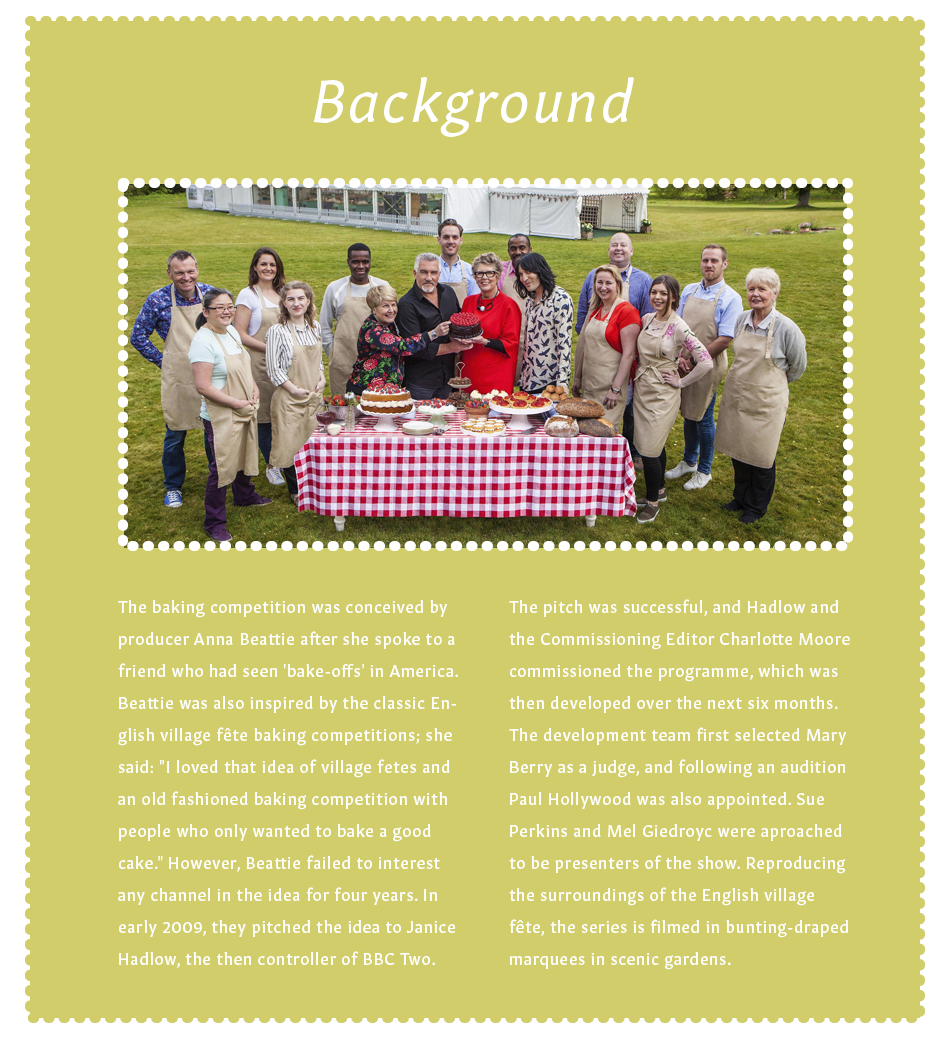 Background
The baking competition was conceived by
producer Anna Beattie after she spoke to a
friend who had seen 'bake-offs' in America.
Beattie was also inspired by the classic En-
glish village fête baking competitions; she
said: "I loved that idea of village fetes and
an old fashioned baking competition with
people who only wanted to bake a good
cake." However, Beattie failed to interest
any channel in the idea for four years. In
early 2009, they pitched the idea to Janice
Hadlow, the then controller of BBC Two.
The pitch was successful, and Hadlow and
the Commissioning Editor Charlotte Moore
commissioned the programme, which was
then developed over the next six months.
The development team first selected Mary
Berry as a judge, and following an audition
Paul Hollywood was also appointed. Sue
Perkins and Mel Giedroyc were aproached
to be presenters of the show. Reproducing
the surroundings of the English village
fête, the series is filmed in bunting-draped
marquees in scenic gardens.